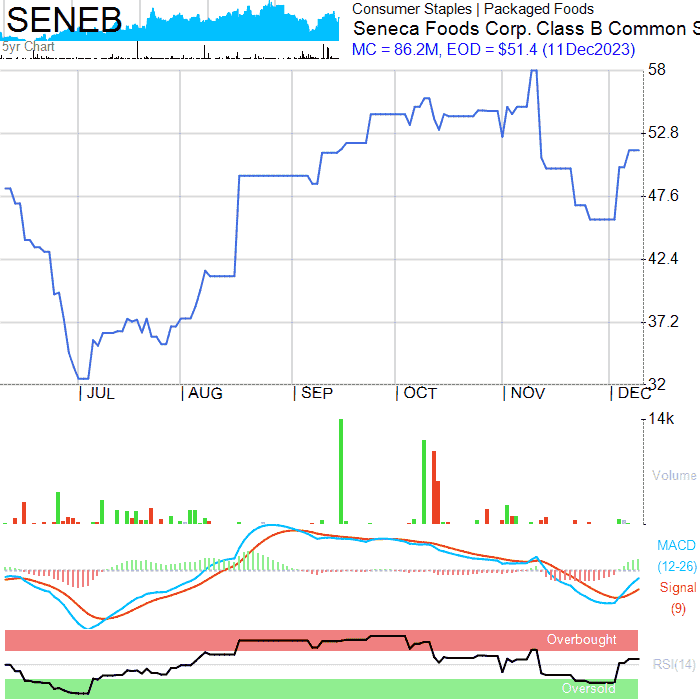 SENEB
5yr Chart
Consumer Staples | Packaged Foods
Seneca Foods Corp. Class B Common S
MC = 86.2M, EOD = $51.4 (11Dec2023)
58
52.8
47.6
42.4
37.2
32
| JUL | AUG | SEP | OCT | NOV | DEC
14k
Volume
MACD
(12-26)
Signal
(9)
Overbought
RSI(14)
Oversold